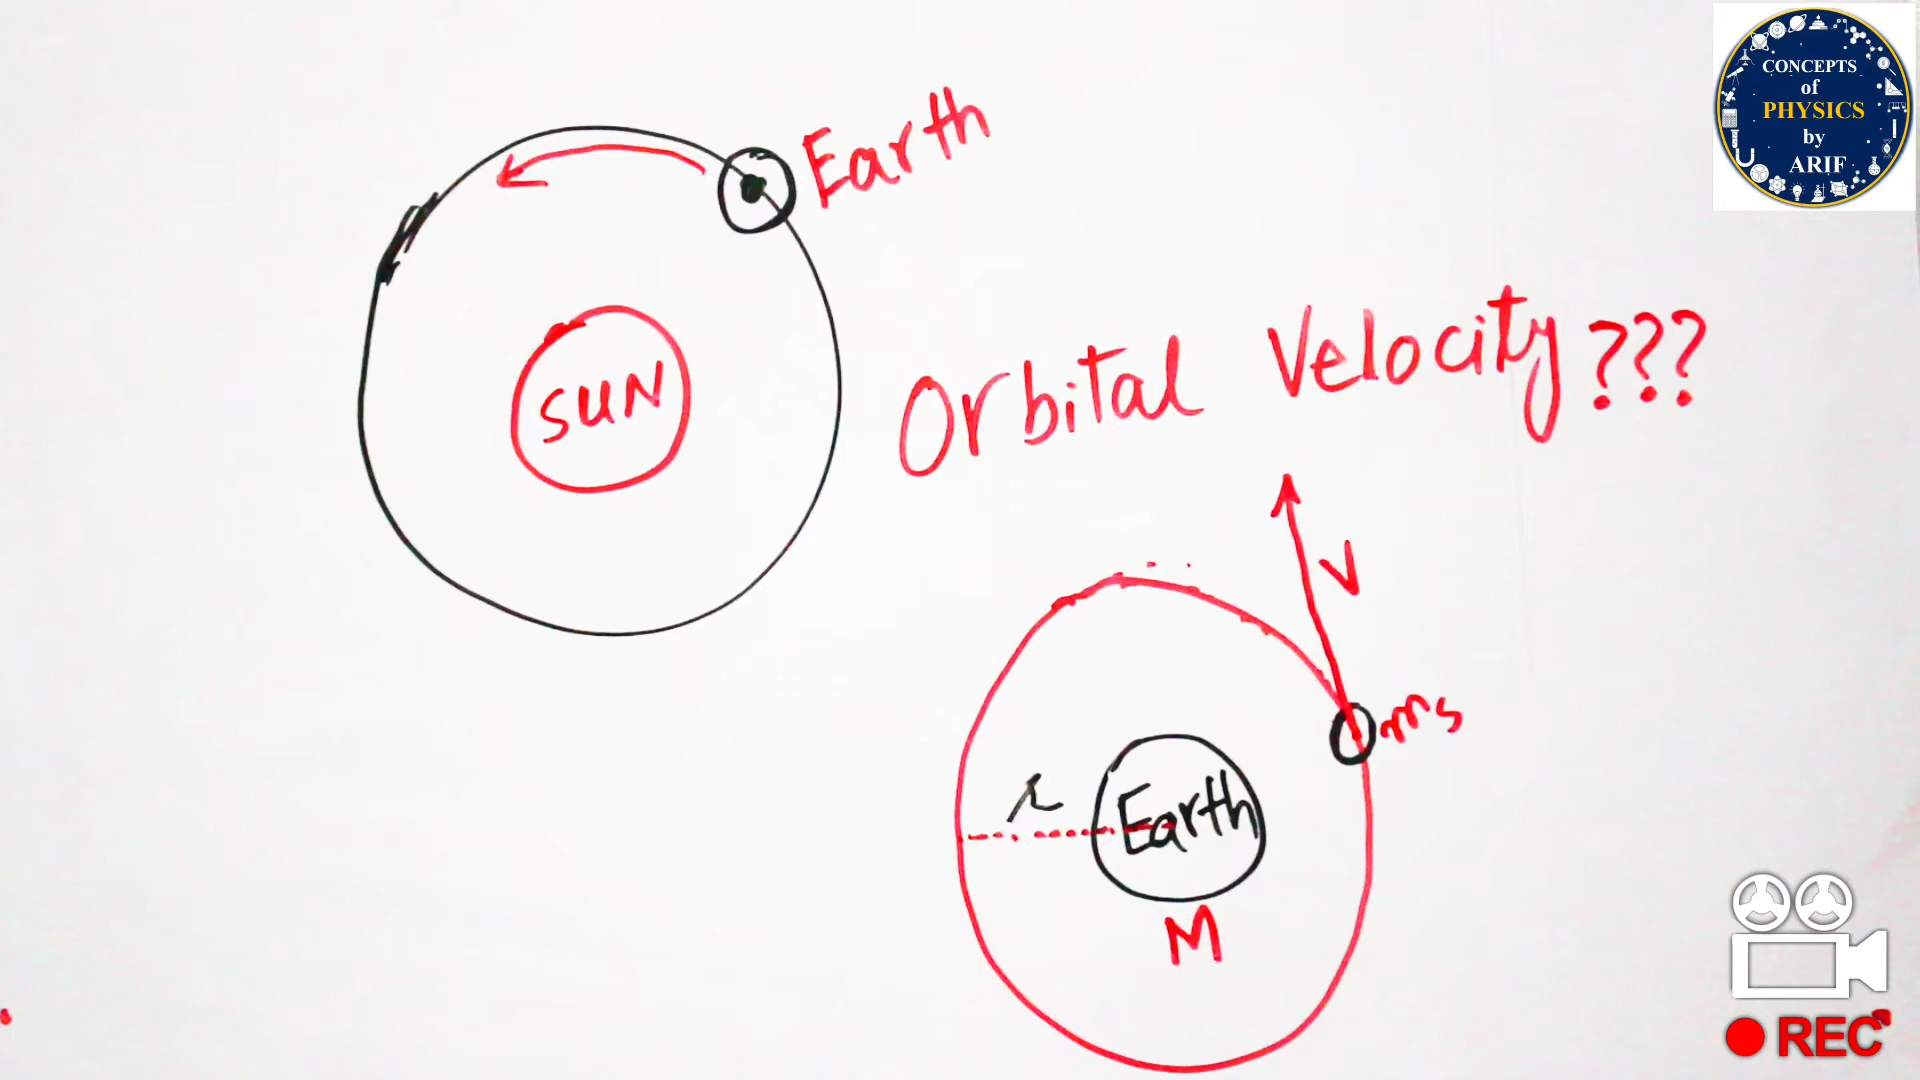 CONCEPTS
of
PHYSICS
by
ARIF
Earth
SUN
Orbital Velocity ???
V
ms
r
Earth
M
REC